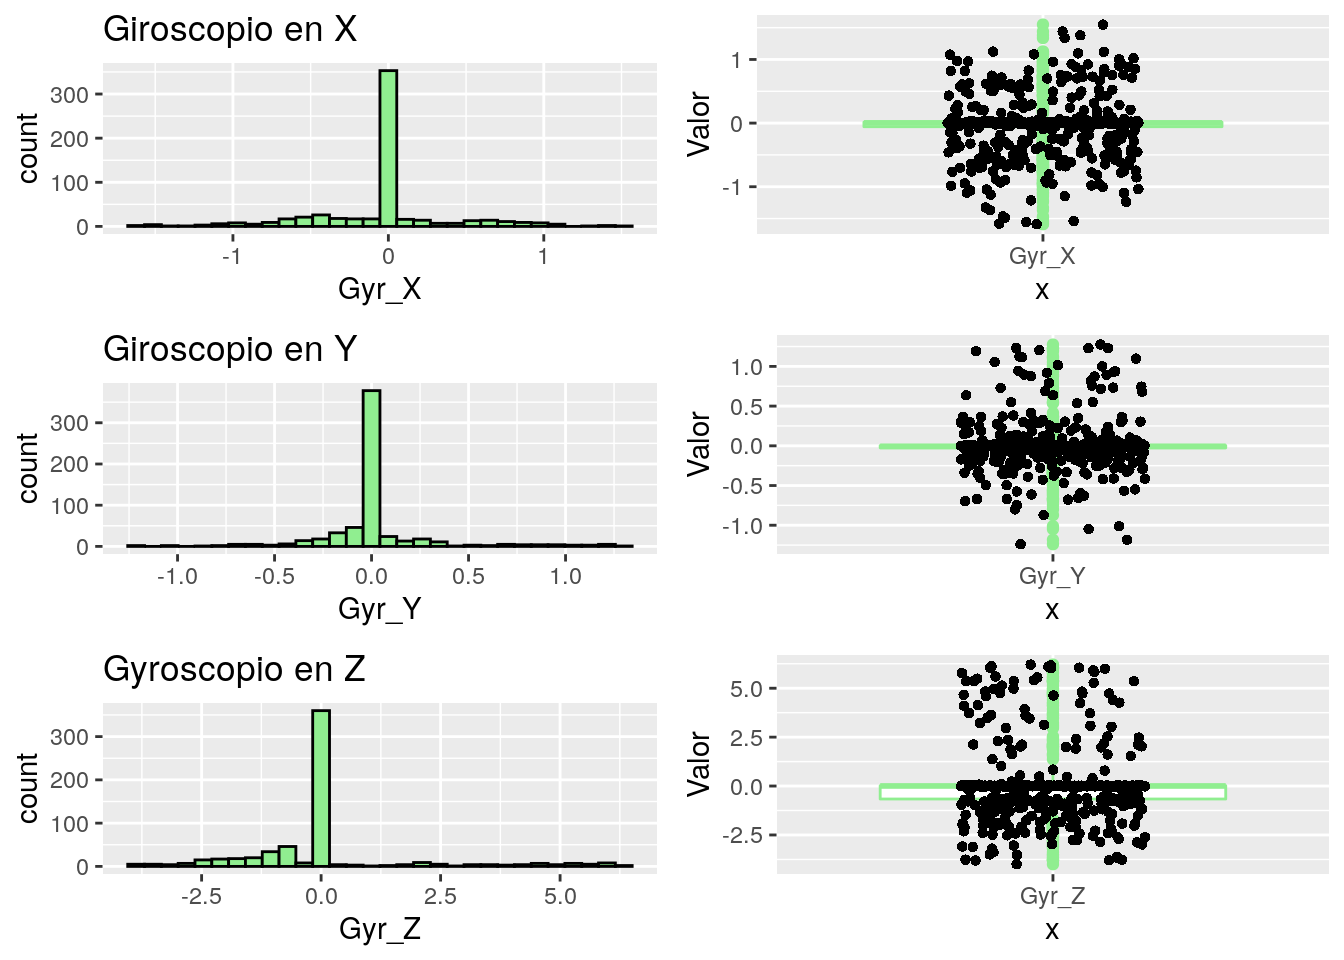 Giroscopio en X
count
300
200
100
0
-1
0
1
Gyr_X
Valor
1
0
-1
Gyr_X
x
Giroscopio en Y
count
300
200
100
0
-1.0
-0.5
0.0
0.5
1.0
Gyr_Y
Valor
1.0
0.5
0.0
-0.5
-1.0
Gyr_Y
x
Gyroscopio en Z
count
300
200
100
0
-2.5
0.0
2.5
5.0
Gyr_Z
Valor
5.0
2.5
0.0
-2.5
Gyr_Z
x